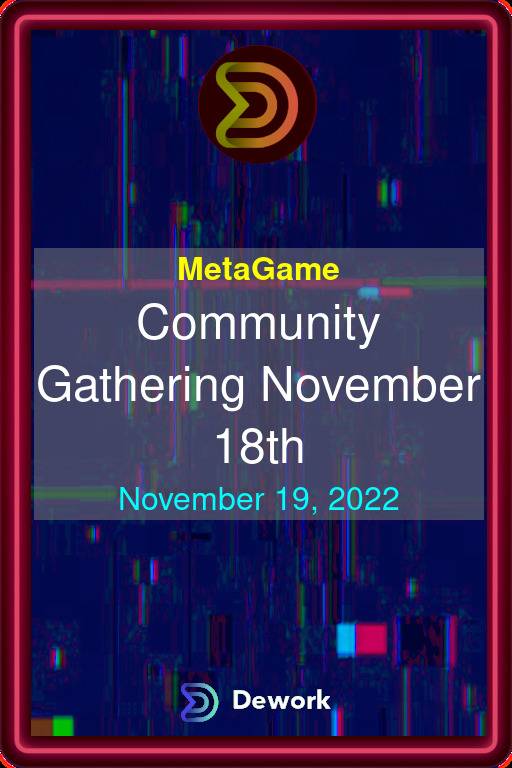 MetaGame
Community
Gathering November
18th
November 19, 2022
Dework